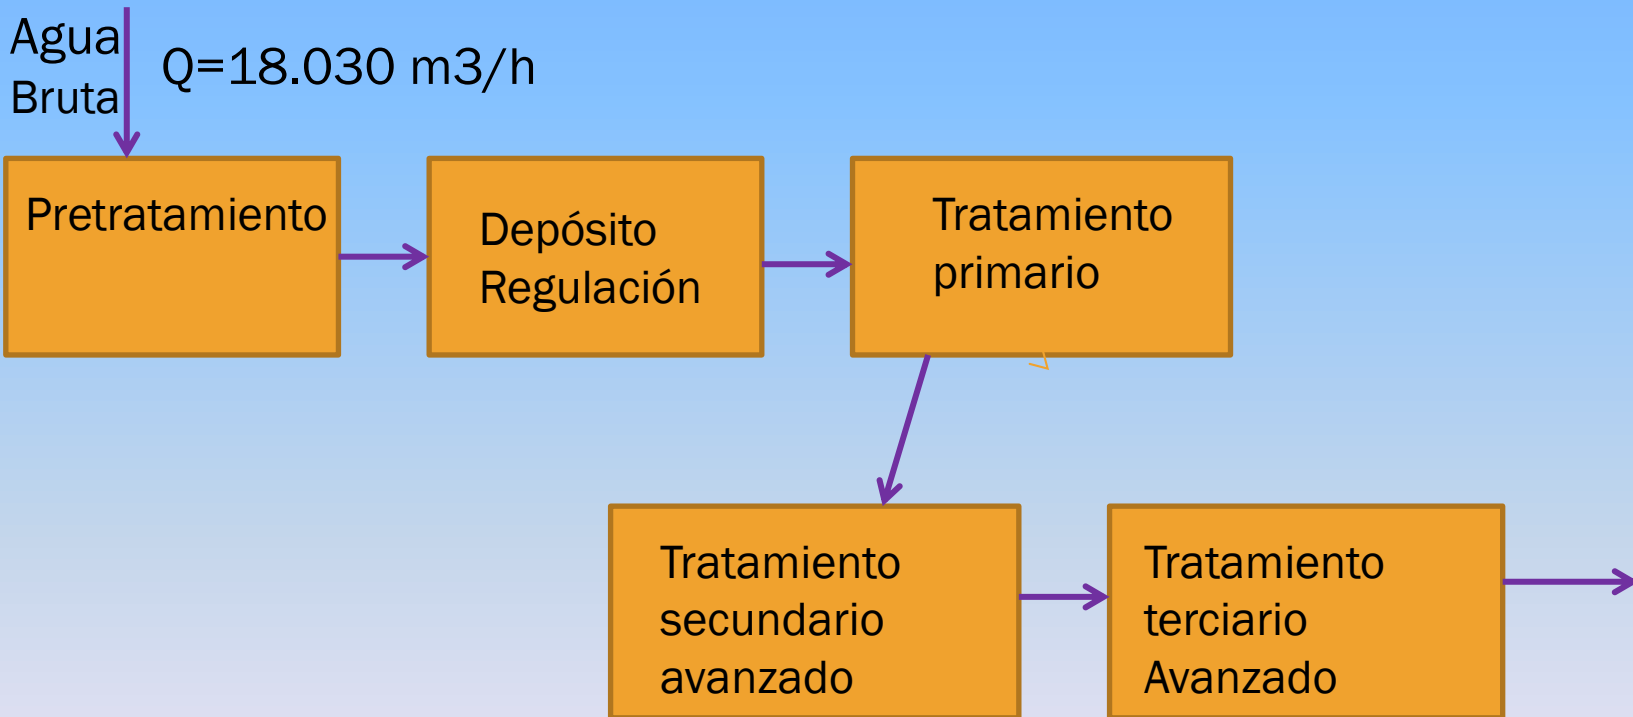 Agua
Bruta
Q=18.030 m3/h
Pretratamiento
Depósito
Regulación
Tratamiento
primario
Tratamiento
secundario
avanzado
Tratamiento
terciario
Avanzado